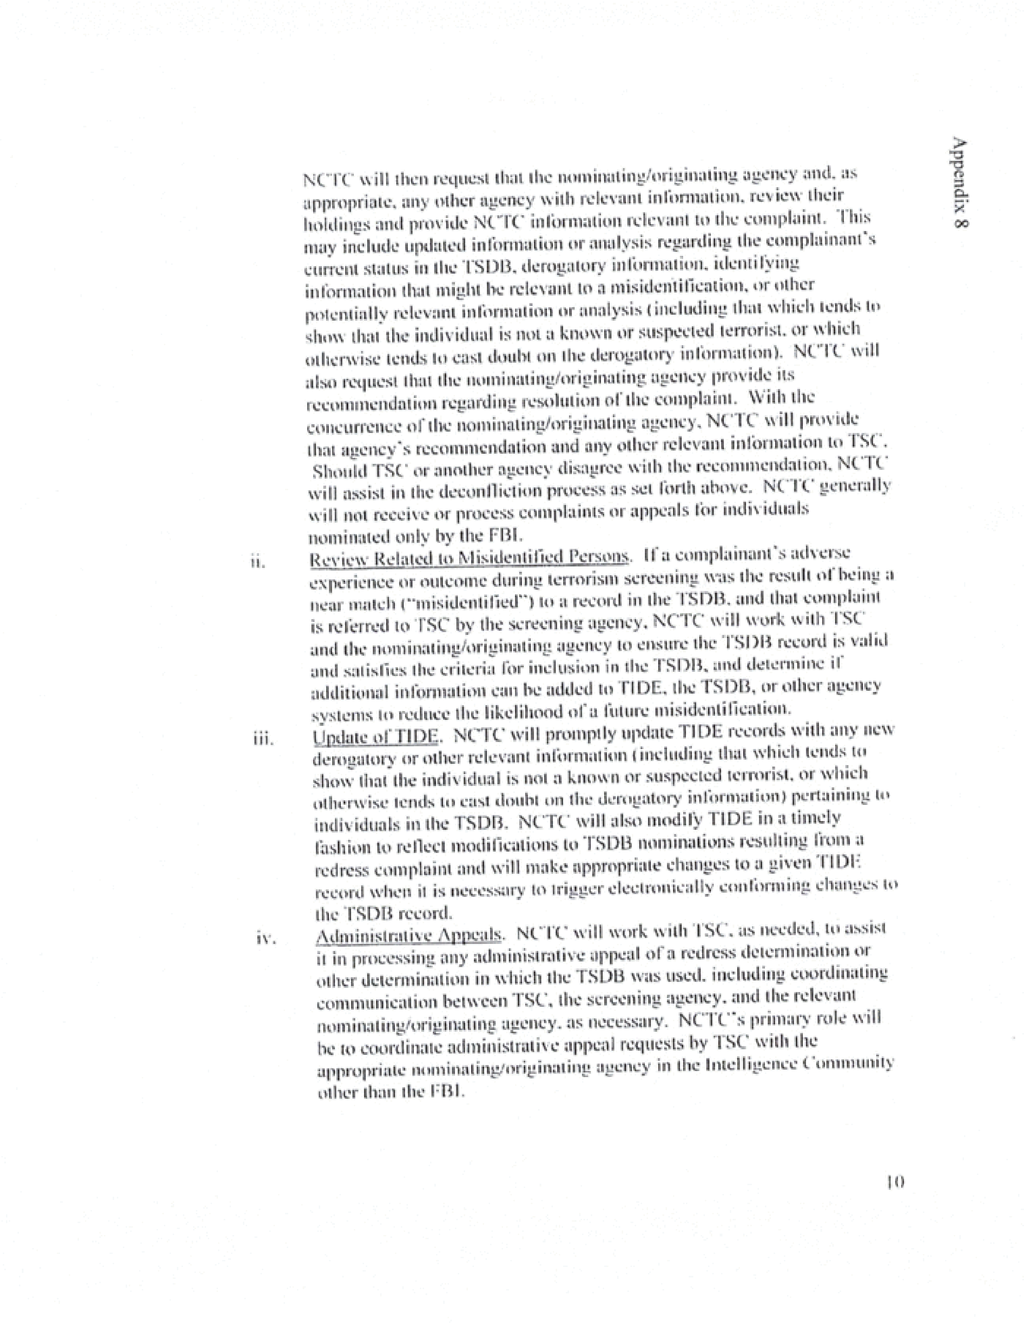 Appendix 8
NCTC will then request that the nominating/originating agency and, as
appropriate, any other agency with relevant information, review their
holdings and provide NCTC information relevant to the complaint. This
may include updated information or analysis regarding the complainant's
current status in the TSDB, derogatory information, identifying
information that might be relevant to a misidentification, or other
potentially relevant information or analysis (including that which tends to
show that the individual is not a known or suspected terrorist, or which
otherwise tends to cast doubt on the derogatory information). NCTC will
also request that the nominating/originating agency provide its
recommendation regarding resolution of the complaint. With the
concurrence of the nominating/originating agency, NCTC will provide
that agency's recommendation and any other relevant information to TSC.
Should TSC or another agency disagree with the recommendation, NCTC
will assist in the deconfliction process as set forth above. NCTC generally
will not receive or process complaints or appeals for individuals
nominated only by the FBI.
ii. Review Related to Misidentified Persons. If a complainant's adverse
experience or outcome during terrorism screening was the result of being a
near match ("misidentified") to a record in the TSDB, and that complaint
is referred to TSC by the screening agency, NCTC will work with TSC
and the nominating/originating agency to ensure the TSDB record is valid
and satisfies the criteria for inclusion in the TSDB, and determine if
additional information can be added to TIDE, the TSDB, or other agency
systems to reduce the likelihood of a future misidentification.
iii. Update of TIDE. NCTC will promptly update TIDE records with any new
derogatory or other relevant information (including that which tends to
show that the individual is not a known or suspected terrorist, or which
otherwise tends to cast doubt on the derogatory information) pertaining to
individuals in the TSDB. NCTC will also modify TIDE in a timely
fashion to reflect modifications to TSDB nominations resulting from a
redress complaint and will make appropriate changes to a given TIDE
record when it is necessary to trigger electronically conforming changes to
the TSDB record.
iv. Administrative Appeals. NCTC will work with TSC, as needed, to assist
it in processing any administrative appeal of a redress determination or
other determination in which the TSDB was used, including coordinating
communication between TSC, the screening agency, and the relevant
nominating/originating agency, as necessary. NCTC's primary role will
be to coordinate administrative appeal requests by TSC with the
appropriate nominating/originating agency in the Intelligence Community
other than the FBI.
10